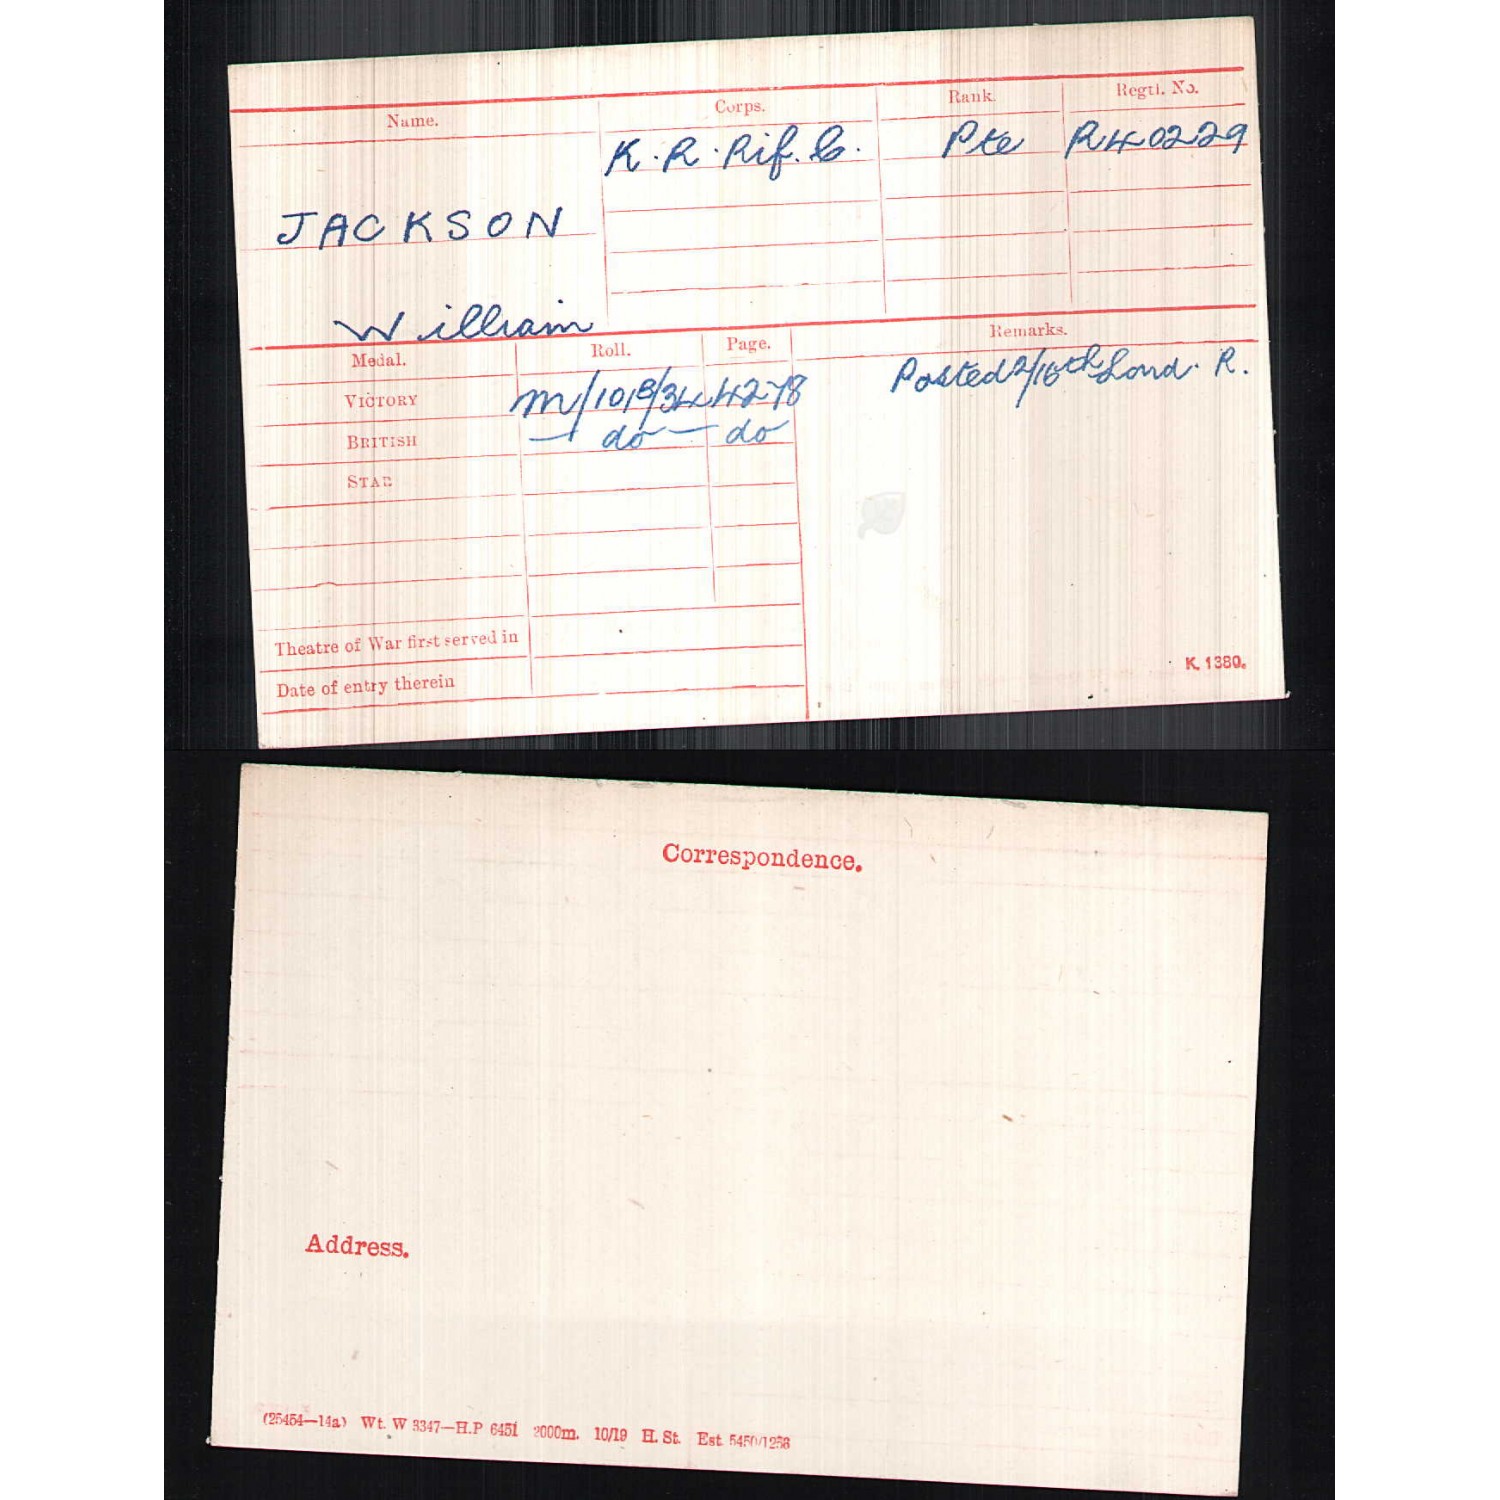 Name. Corps. Rank. Regtl. No.
K. R. Rif. C. Pte R40229
JACKSON
William
Medal. Roll. Page. Remarks.
VICTORY 4278 Posted 2/16th Lond. R.
BRITISH — do — do
STAR
Theatre of War first served in
Date of entry therein
K. 1380.
Correspondence.
Address.
(25454—14a) Wt. W 3347—H.P 6451 2000m. 10/19 H. St. Est. 5450/1258